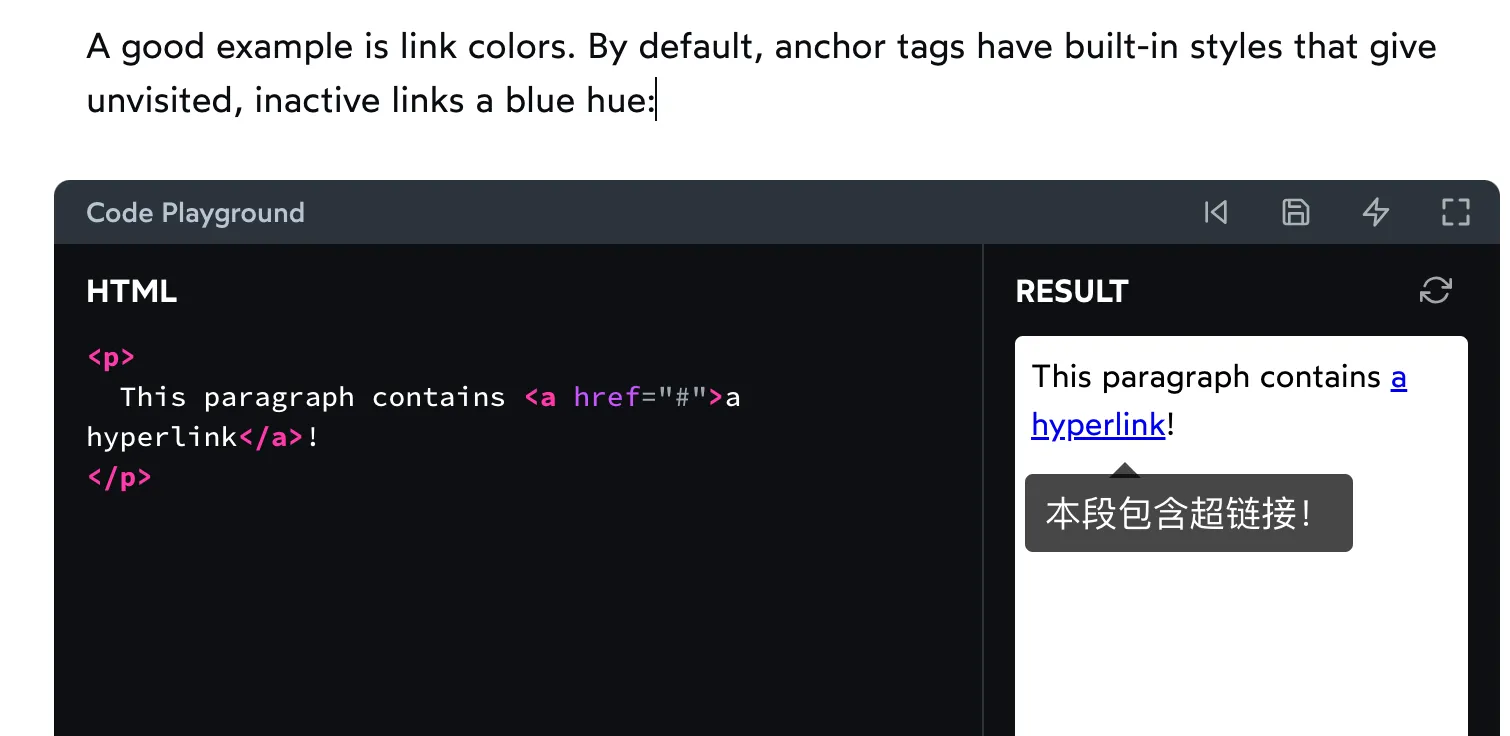 A good example is link colors. By default, anchor tags have built-in styles that give
unvisited, inactive links a blue hue:
Code Playground
HTML
<p>
  This paragraph contains <a href="#">a
hyperlink</a>!
</p>
RESULT
This paragraph contains a
hyperlink!
本段包含超链接！